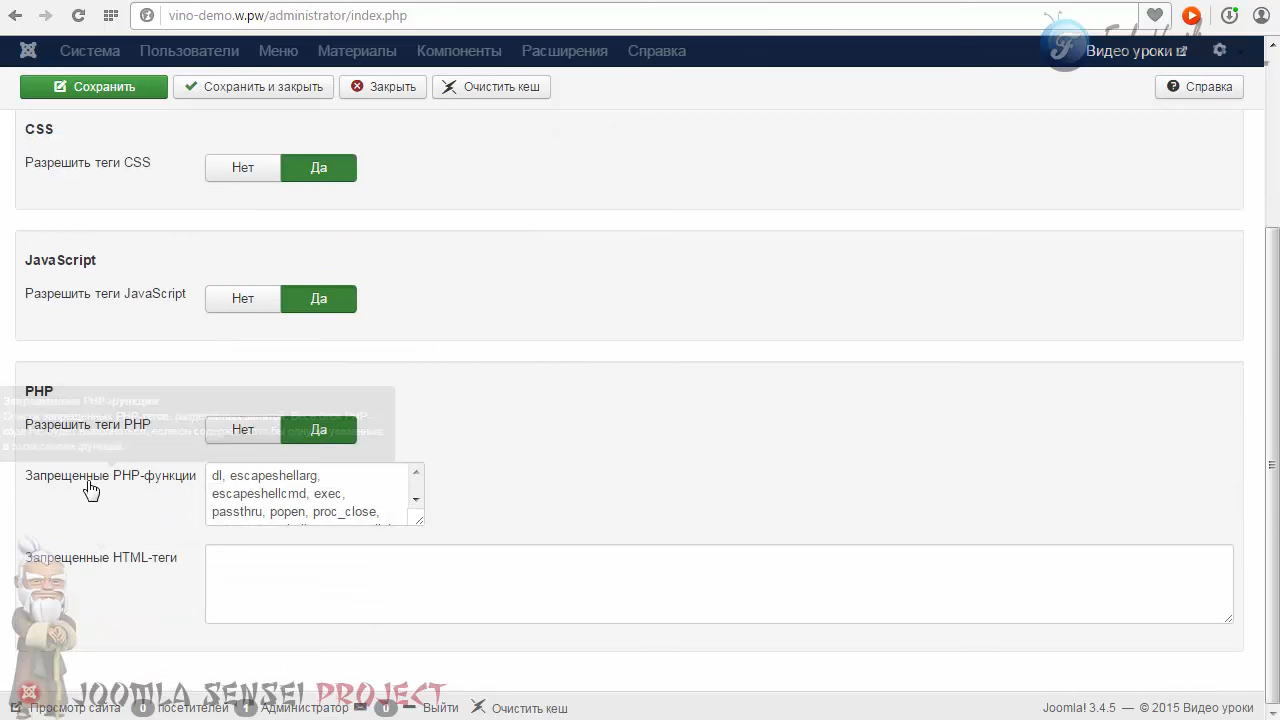 vino-demo.w.pw/administrator/index.php
Система Пользователи Меню Материалы Компоненты Расширения Справка Видео уроки
Сохранить Сохранить и закрыть Закрыть Очистить кеш Справка
CSS
Разрешить теги CSS Нет Да
JavaScript
Разрешить теги JavaScript Нет Да
PHP
Запрещенные PHP-функции
Разрешить теги PHP Нет Да
Запрещенные PHP-функции dl, escapeshellarg,
escapeshellcmd, exec,
passthru, popen, proc_close,
Запрещенные HTML-теги
JOOMLA SENSEI PROJECT
Просмотр сайта 0 посетителей 1 Администратор 0 Выйти Очистить кеш Joomla! 3.4.5 — © 2015 Видео уроки